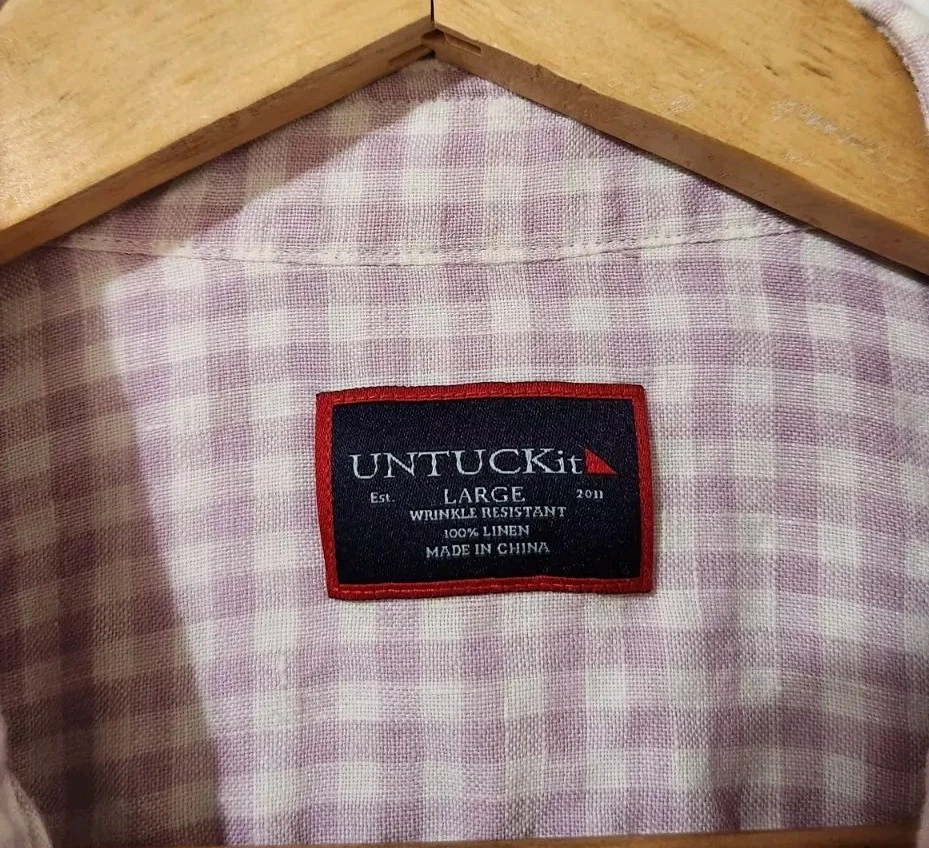 UNTUCKit
Est. LARGE 2011
WRINKLE RESISTANT
100% LINEN
MADE IN CHINA